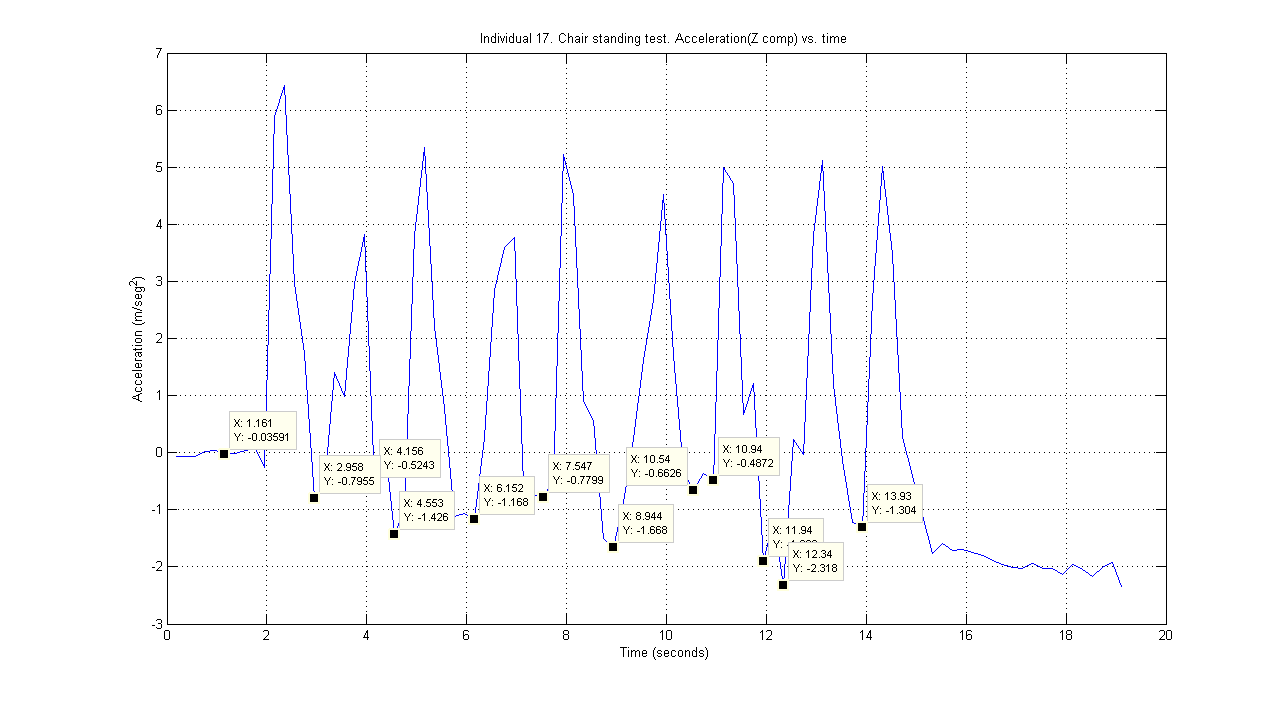 Individual 17. Chair standing test. Acceleration(Z comp) vs. time
7
6
5
4
3
2
1
0
-1
-2
-3
Acceleration (m/seg²)
X: 1.161
Y: -0.03591
X: 2.958
Y: -0.7955
X: 4.156
Y: -0.5243
X: 4.553
Y: -1.426
X: 6.152
Y: -1.168
X: 7.547
Y: -0.7799
X: 8.944
Y: -1.668
X: 10.54
Y: -0.6626
X: 10.94
Y: -0.4872
X: 11.94
X: 12.34
Y: -2.318
X: 13.93
Y: -1.304
0 2 4 6 8 10 12 14 16 18 20
Time (seconds)